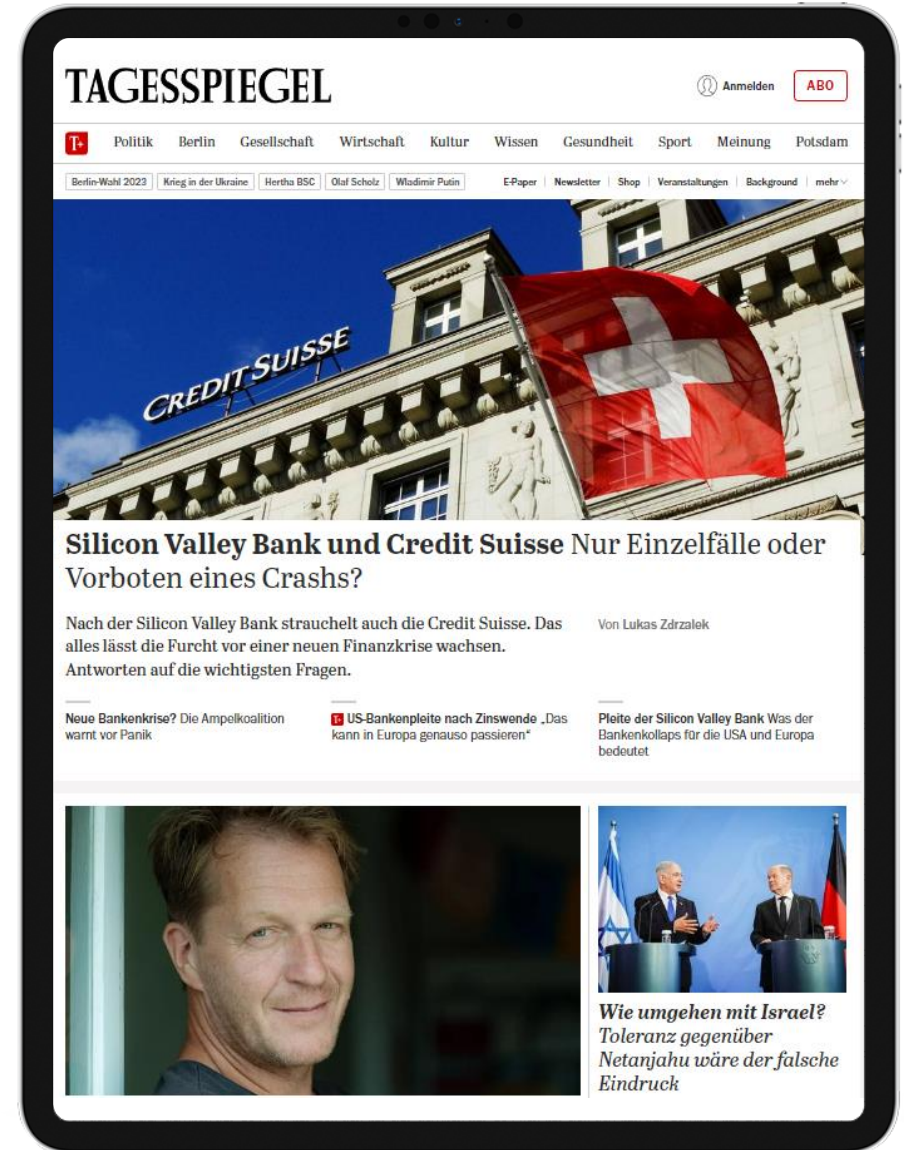 TAGESSPIEGEL
Anmelden
ABO
T+
Politik Berlin Gesellschaft Wirtschaft Kultur Wissen Gesundheit Sport Meinung Potsdam
Berlin-Wahl 2023 Krieg in der Ukraine Hertha BSC Olaf Scholz Wladimir Putin E-Paper Newsletter Shop Veranstaltungen Background mehr
CREDIT SUISSE
Silicon Valley Bank und Credit Suisse Nur Einzelfälle oder
Vorboten eines Crashs?
Nach der Silicon Valley Bank strauchelt auch die Credit Suisse. Das
alles lässt die Furcht vor einer neuen Finanzkrise wachsen.
Antworten auf die wichtigsten Fragen.
Von Lukas Zdrzalek
Neue Bankenkrise? Die Ampelkoalition
warnt vor Panik
T+ US-Bankenpleite nach Zinswende „Das
kann in Europa genauso passieren“
Pleite der Silicon Valley Bank Was der
Bankenkollaps für die USA und Europa
bedeutet
Wie umgehen mit Israel?
Toleranz gegenüber
Netanjahu wäre der falsche
Eindruck